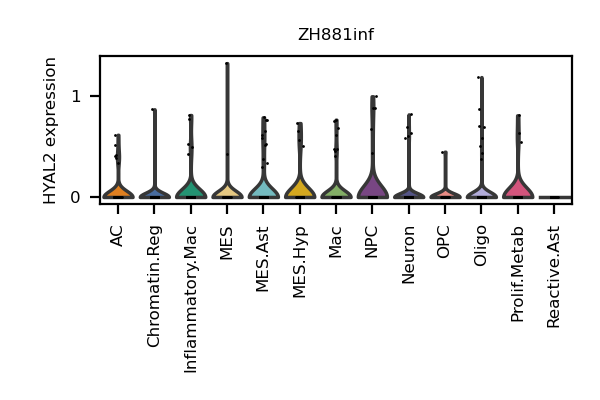 ZH881inf
HYAL2 expression
1
0
AC
Chromatin.Reg
Inflammatory.Mac
MES
MES.Ast
MES.Hyp
Mac
NPC
Neuron
OPC
Oligo
Prolif.Metab
Reactive.Ast